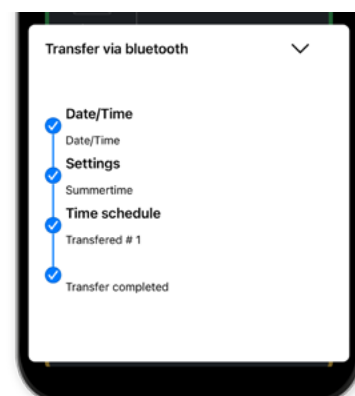 Transfer via bluetooth
Date/Time
Date/Time
Settings
Summertime
Time schedule
Transfered # 1
Transfer completed